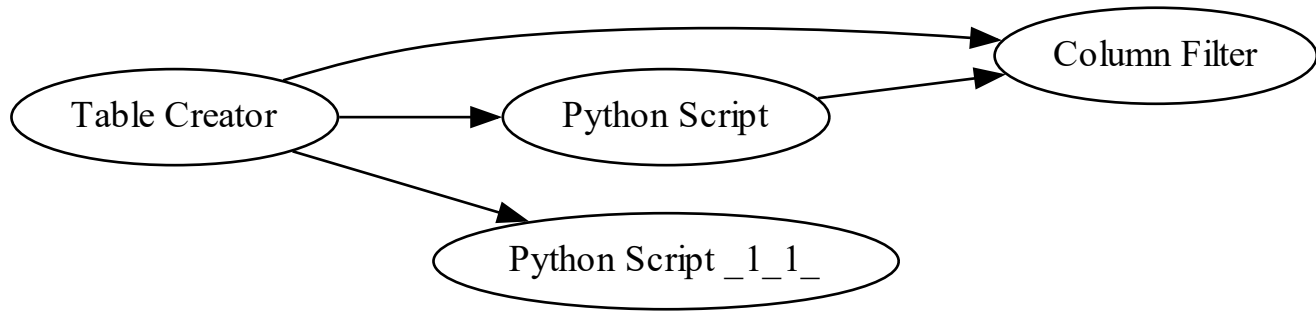 Column Filter
Table Creator
Python Script
Python Script _1_1_